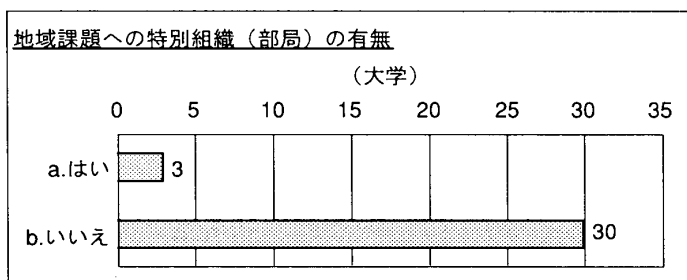 地域課題への特別組織（部局）の有無
（大学）
0 5 10 15 20 25 30 35
a.はい 3
b.いいえ 30